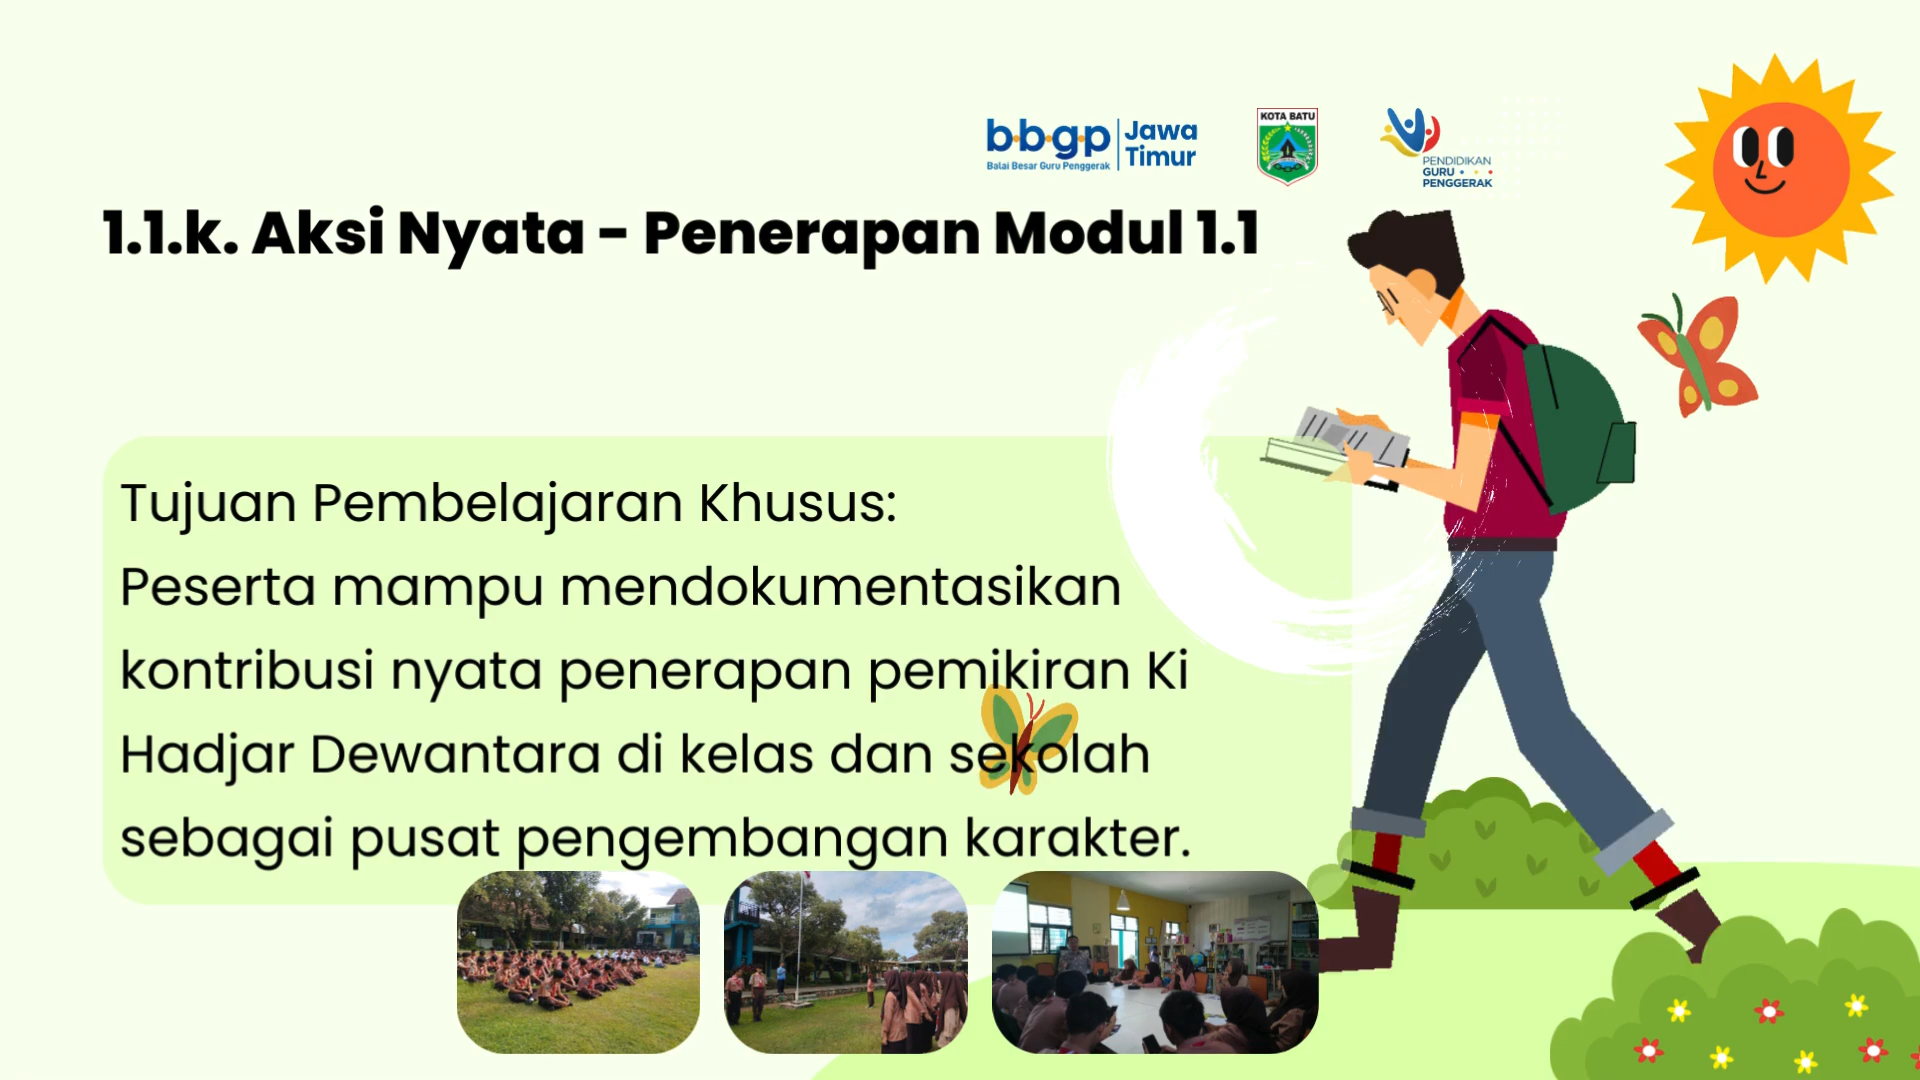 bbgp Jawa
Timur
Balai Besar Guru Penggerak
KOTA BATU
PENDIDIKAN
GURU
PENGGERAK
1.1.k. Aksi Nyata - Penerapan Modul 1.1
Tujuan Pembelajaran Khusus:
Peserta mampu mendokumentasikan
kontribusi nyata penerapan pemikiran Ki
Hadjar Dewantara di kelas dan sekolah
sebagai pusat pengembangan karakter.